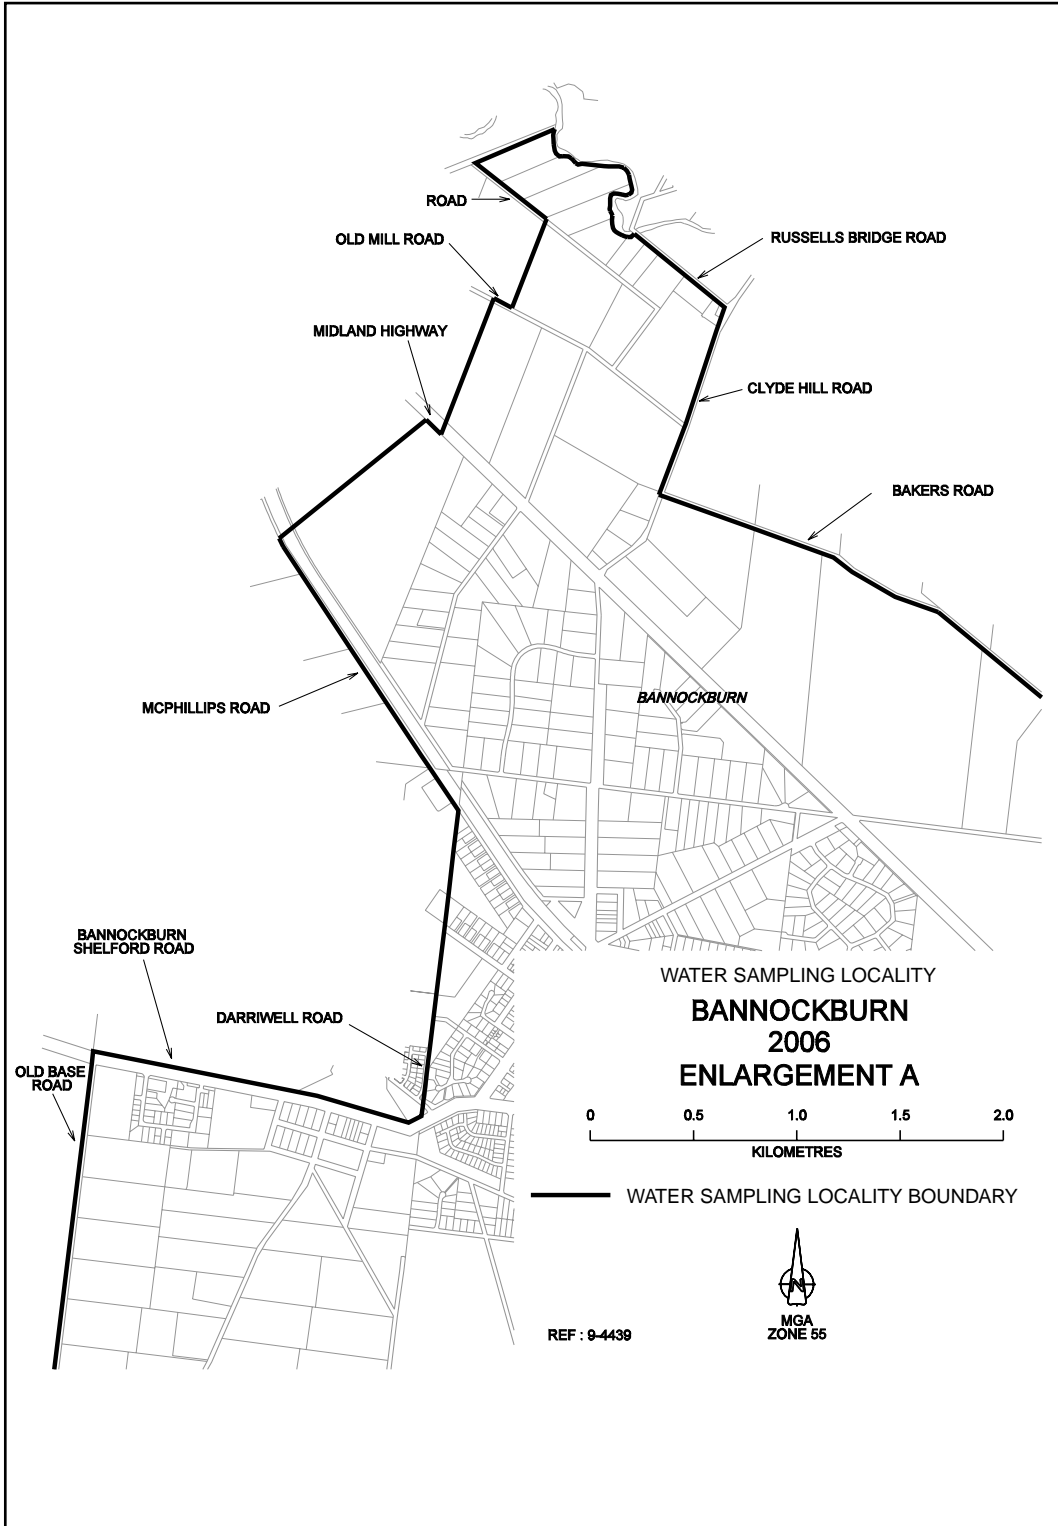 ROAD
OLD MILL ROAD
RUSSELLS BRIDGE ROAD
MIDLAND HIGHWAY
CLYDE HILL ROAD
BAKERS ROAD
BANNOCKBURN
MCPHILLIPS ROAD
BANNOCKBURN
SHELFORD ROAD
DARRIWELL ROAD
OLD BASE
ROAD
WATER SAMPLING LOCALITY
BANNOCKBURN
2006
ENLARGEMENT A
0 0.5 1.0 1.5 2.0
KILOMETRES
WATER SAMPLING LOCALITY BOUNDARY
N
MGA
ZONE 55
REF : 9-4439